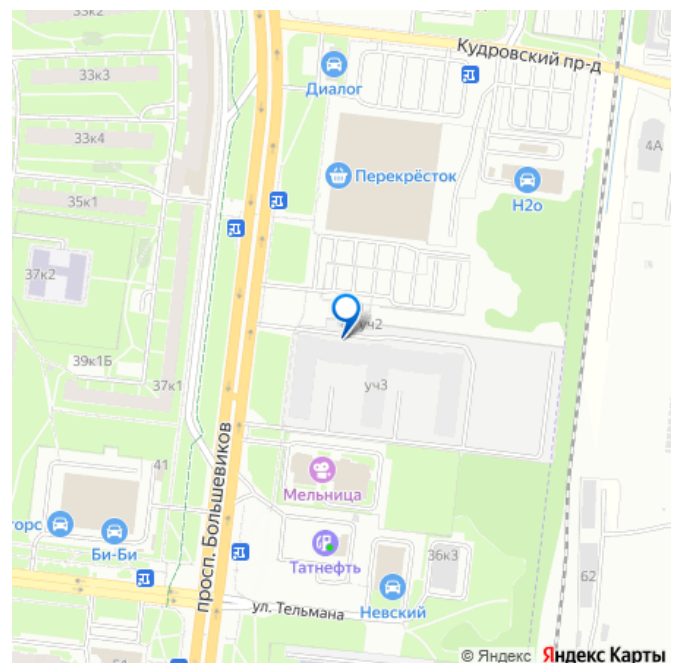 33к2
Кудровский пр-д
33к3
Диалог
33к4
4А
Перекрёсток
Н2о
35к1
37к2
уч2
39к1Б
37к1
уч3
просп. Большевиков
41
Мельница
торс
Би-Би
Татнефть
36к3
62
Невский
ул. Тельмана
© Яндекс Яндекс Карты